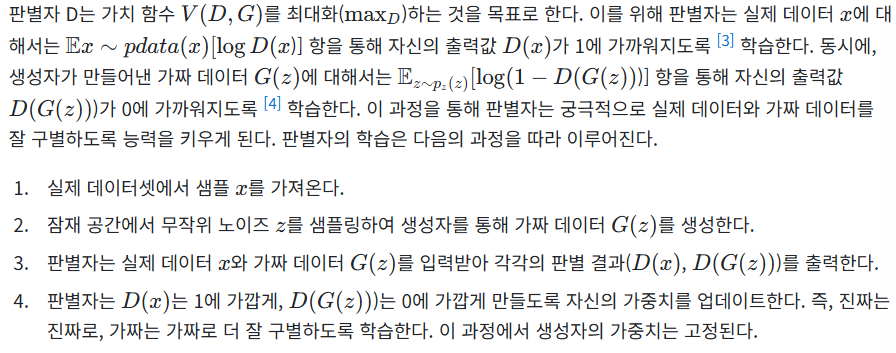 판별자 D는 가치 함수 V(D, G)를 최대화(max_D)하는 것을 목표로 한다. 이를 위해 판별자는 실제 데이터 x에 대
해서는 𝔼x ∼ pdata(x)[log D(x)] 항을 통해 자신의 출력값 D(x)가 1에 가까워지도록 [3] 학습한다. 동시에,
생성자가 만들어낸 가짜 데이터 G(z)에 대해서는 𝔼_{z∼p_z(z)}[log(1 − D(G(z)))] 항을 통해 자신의 출력값
D(G(z)))가 0에 가까워지도록 [4] 학습한다. 이 과정을 통해 판별자는 궁극적으로 실제 데이터와 가짜 데이터를
잘 구별하도록 능력을 키우게 된다. 판별자의 학습은 다음의 과정을 따라 이루어진다.
1. 실제 데이터셋에서 샘플 x를 가져온다.
2. 잠재 공간에서 무작위 노이즈 z를 샘플링하여 생성자를 통해 가짜 데이터 G(z)를 생성한다.
3. 판별자는 실제 데이터 x와 가짜 데이터 G(z)를 입력받아 각각의 판별 결과(D(x), D(G(z)))를 출력한다.
4. 판별자는 D(x)는 1에 가깝게, D(G(z)))는 0에 가깝게 만들도록 자신의 가중치를 업데이트한다. 즉, 진짜는
진짜로, 가짜는 가짜로 더 잘 구별하도록 학습한다. 이 과정에서 생성자의 가중치는 고정된다.